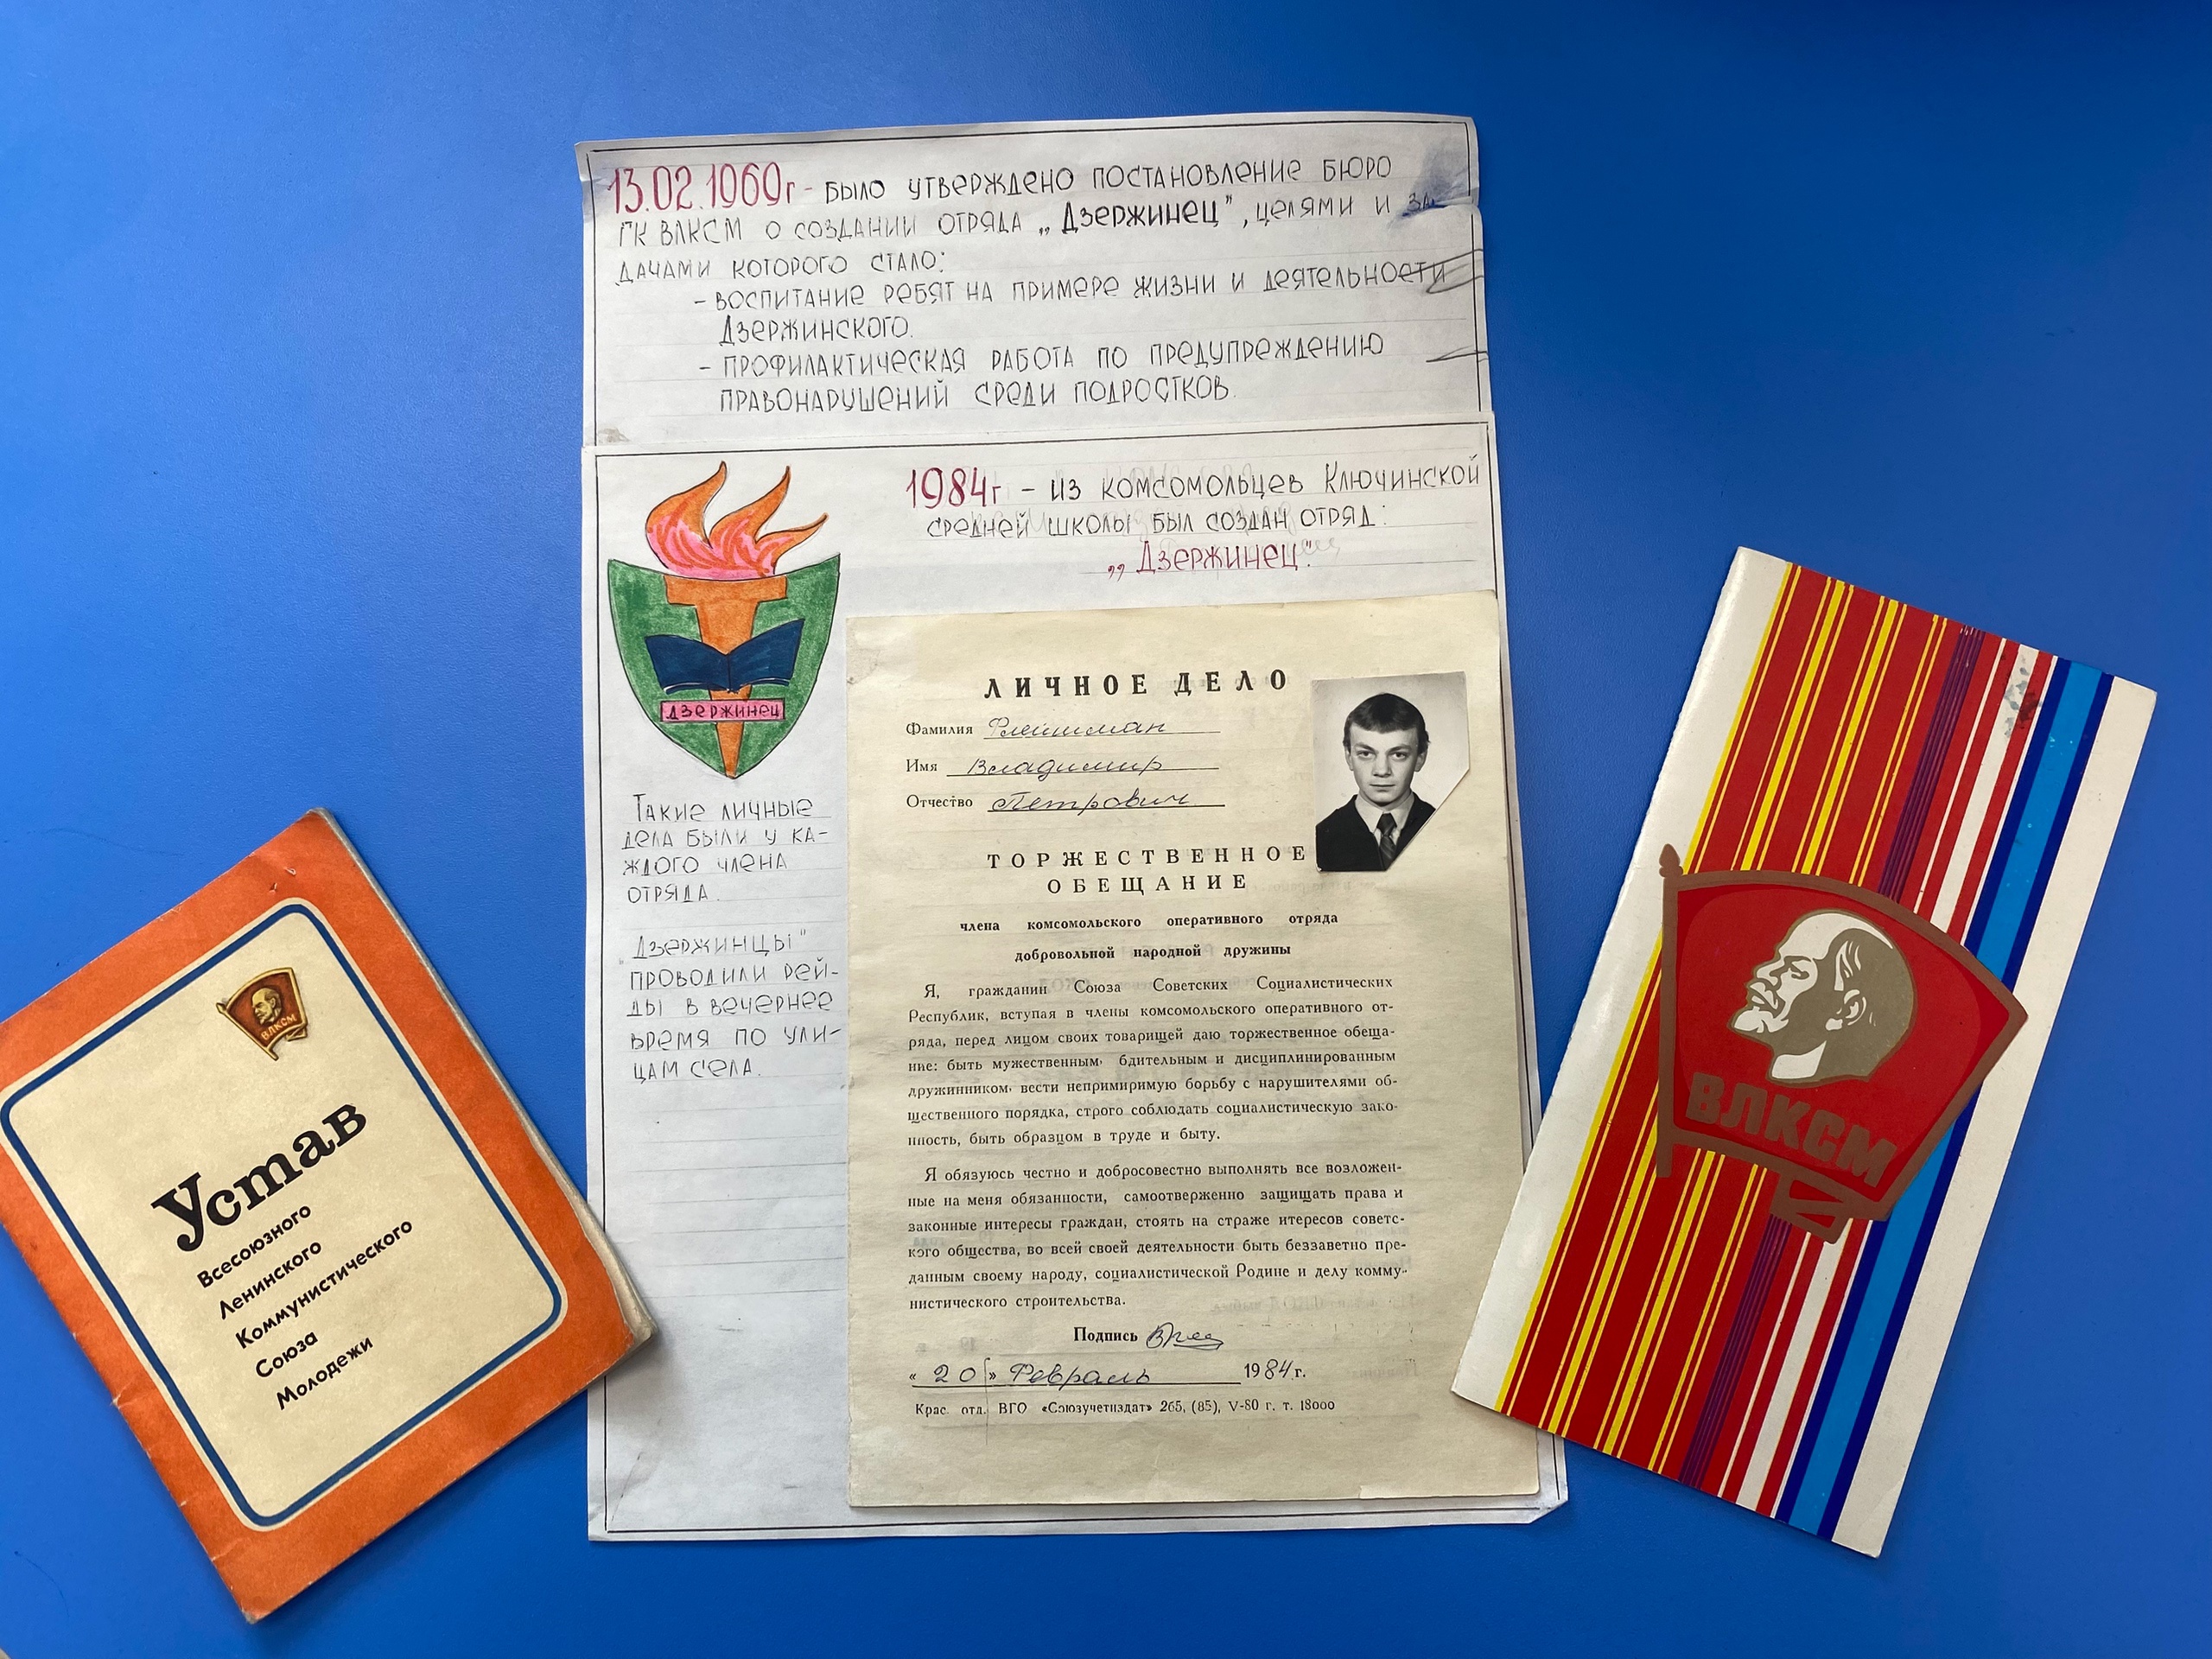 13.02.1969г - было утверждено постановление бюро
ГК ВЛКСМ о создании отряда „Дзержинец", целями и за-
дачами которого стало:
- воспитание ребят на примере жизни и деятельности
Дзержинского.
- профилактическая работа по предупреждению
правонарушений среди подростков.
1984г - из комсомольцев Ключинской
средней школы был создан отряд:
„Дзержинец".
Дзержинец
Такие личные
дела были у ка-
ждого члена
отряда.
„Дзержинцы"
проводили рей-
ды в вечернее
время по ули-
цам села.
ЛИЧНОЕ ДЕЛО
Фамилия Флейшман
Имя Владимир
Отчество Петрович
ТОРЖЕСТВЕННОЕ
ОБЕЩАНИЕ
члена комсомольского оперативного отряда
добровольной народной дружины
Я, гражданин Союза Советских Социалистических
Республик, вступая в члены комсомольского оперативного от-
ряда, перед лицом своих товарищей даю торжественное обеща-
ние: быть мужественным, бдительным и дисциплинированным
дружинником, вести непримиримую борьбу с нарушителями об-
щественного порядка, строго соблюдать социалистическую зако-
нность, быть образцом в труде и быту.
Я обязуюсь честно и добросовестно выполнять все возложен-
ные на меня обязанности, самоотверженно защищать права и
законные интересы граждан, стоять на страже итересов советс-
кого общества, во всей своей деятельности быть беззаветно пре-
данным своему народу, социалистической Родине и делу комму-
нистического строительства.
Подпись
« 20 » Февраль 1984 г.
Крас. отд. ВГО «Союзучетиздат» 265, (85), V-80 г. т. 18000
ВЛКСМ
Устав
Всесоюзного
Ленинского
Коммунистического
Союза
Молодежи
ВЛКСМ